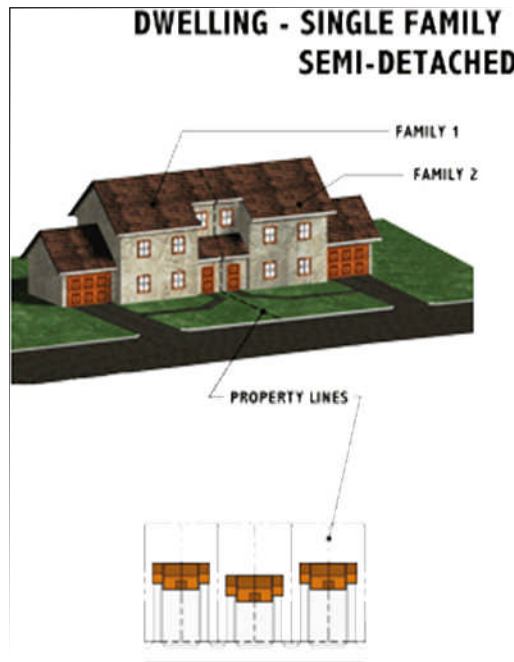 DWELLING - SINGLE FAMILY
SEMI-DETACHED
FAMILY 1
FAMILY 2
PROPERTY LINES